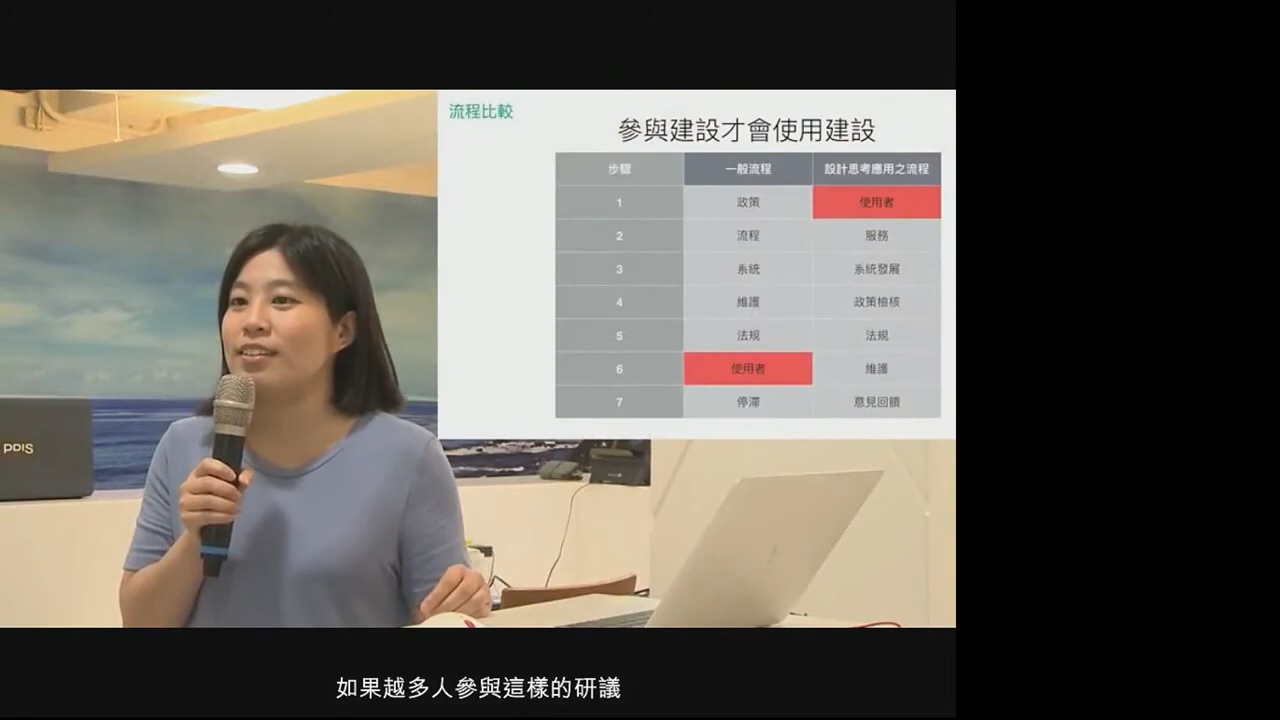 流程比較
參與建設才會使用建設
步驟 一般流程 設計思考應用之流程
1 政策 使用者
2 流程 服務
3 系統 系統發展
4 維護 政策檢核
5 法規 法規
6 使用者 維護
7 停滯 意見回饋
PDIS
如果越多人參與這樣的研議